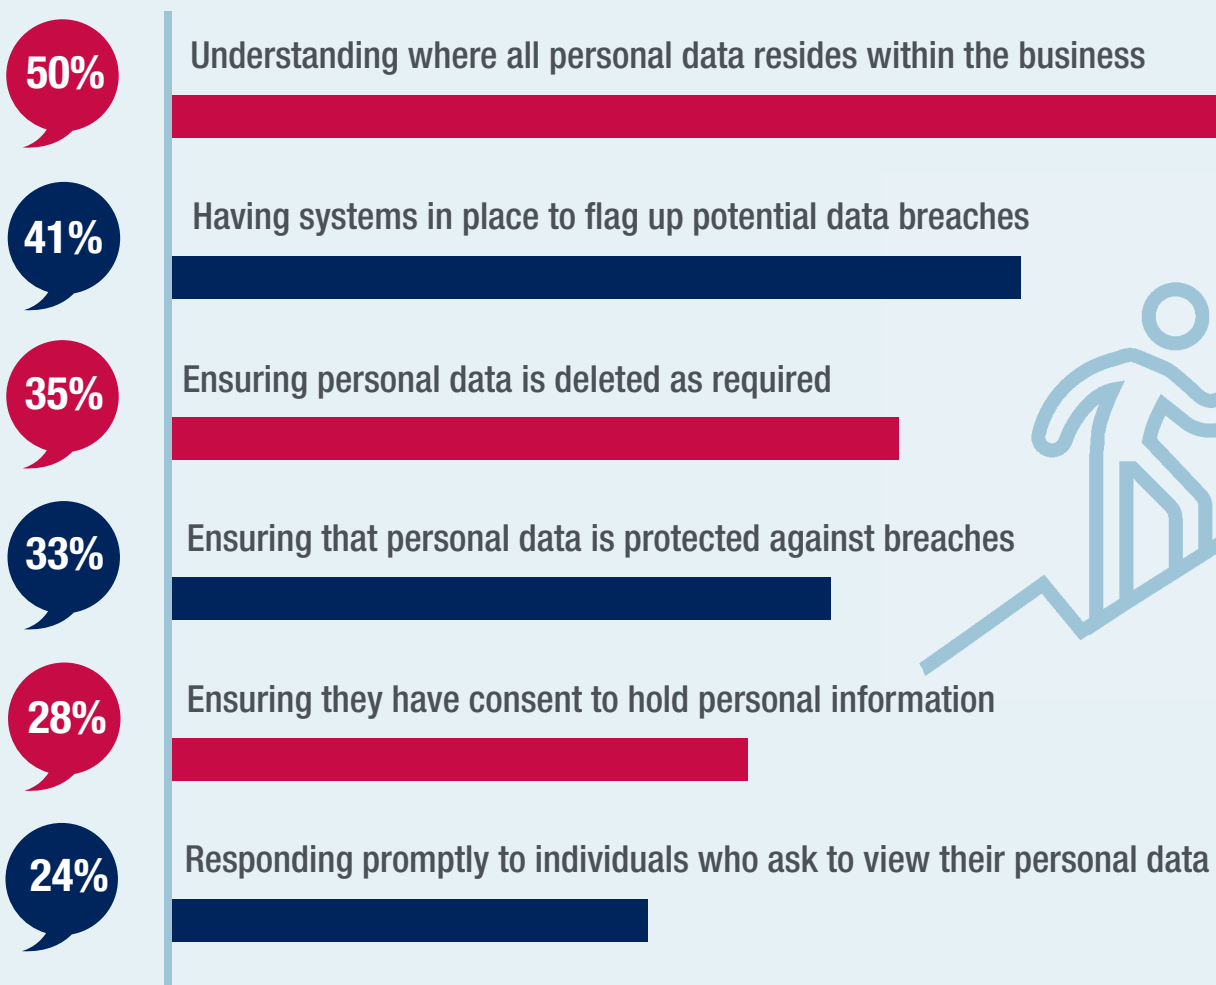 50%
Understanding where all personal data resides within the business
41%
Having systems in place to flag up potential data breaches
35%
Ensuring personal data is deleted as required
33%
Ensuring that personal data is protected against breaches
28%
Ensuring they have consent to hold personal information
24%
Responding promptly to individuals who ask to view their personal data